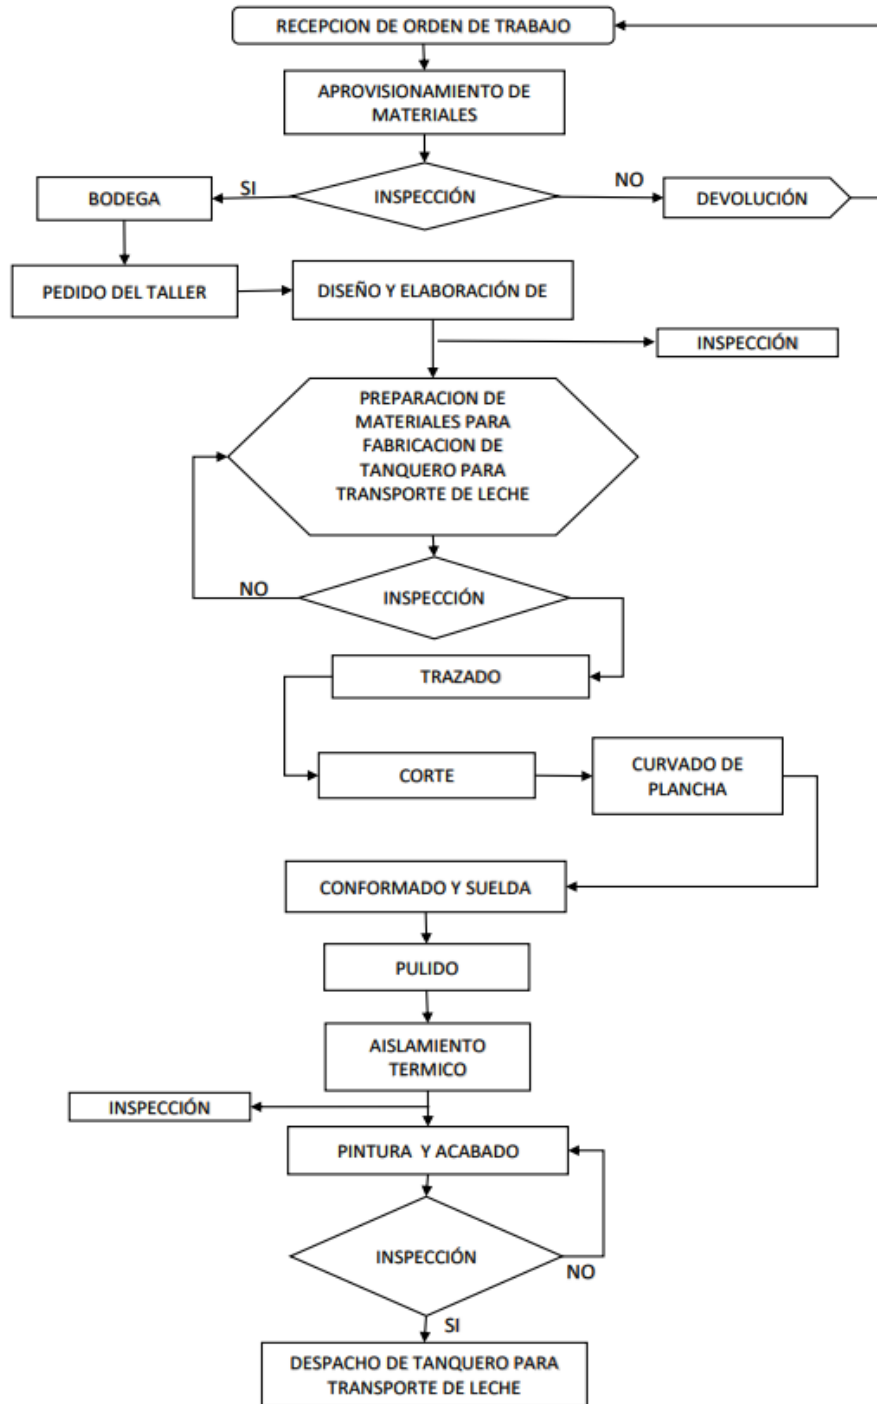 RECEPCION DE ORDEN DE TRABAJO
APROVISIONAMIENTO DE
MATERIALES
SI
INSPECCIÓN
NO
BODEGA
DEVOLUCIÓN
PEDIDO DEL TALLER
DISEÑO Y ELABORACIÓN DE
INSPECCIÓN
PREPARACION DE
MATERIALES PARA
FABRICACION DE
TANQUERO PARA
TRANSPORTE DE LECHE
NO
INSPECCIÓN
TRAZADO
CORTE
CURVADO DE
PLANCHA
CONFORMADO Y SUELDA
PULIDO
AISLAMIENTO
TERMICO
INSPECCIÓN
PINTURA Y ACABADO
INSPECCIÓN
NO
SI
DESPACHO DE TANQUERO PARA
TRANSPORTE DE LECHE